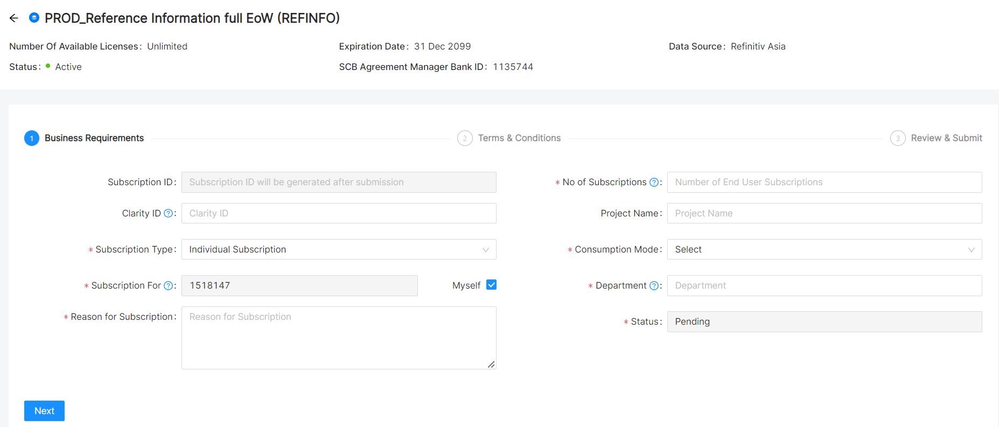 PROD_Reference Information full EoW (REFINFO)
Number Of Available Licenses: Unlimited
Expiration Date: 31 Dec 2099
Data Source: Refinitiv Asia
Status: Active
SCB Agreement Manager Bank ID: 1135744
1 Business Requirements
2 Terms & Conditions
3 Review & Submit
Subscription ID: Subscription ID will be generated after submission
* No of Subscriptions ?: Number of End User Subscriptions
Clarity ID ?: Clarity ID
Project Name: Project Name
* Subscription Type: Individual Subscription
* Consumption Mode: Select
* Subscription For ?: 1518147 Myself
* Department ?: Department
* Reason for Subscription: Reason for Subscription
* Status: Pending
Next